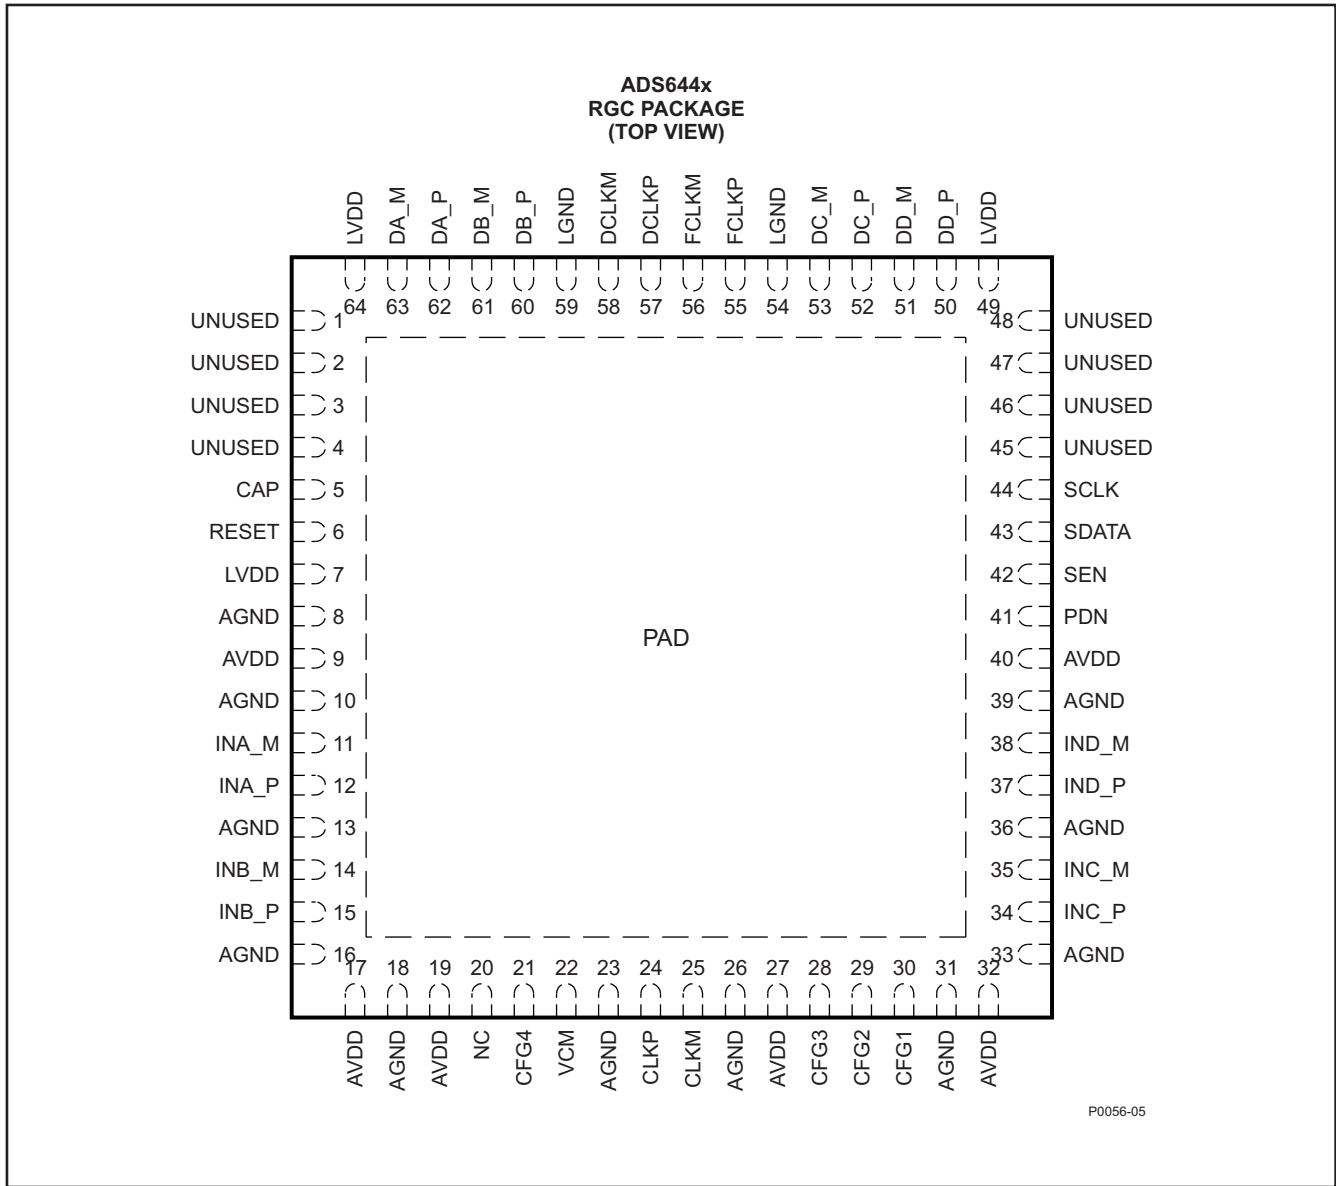 ADS644x
RGC PACKAGE
(TOP VIEW)
LVDD DA_M DA_P DB_M DB_P LGND DCLKM DCLKP FCLKM FCLKP LGND DC_M DC_P DD_M DD_P LVDD
64 63 62 61 60 59 58 57 56 55 54 53 52 51 50 49
UNUSED 1 48 UNUSED
UNUSED 2 47 UNUSED
UNUSED 3 46 UNUSED
UNUSED 4 45 UNUSED
CAP 5 44 SCLK
RESET 6 43 SDATA
LVDD 7 42 SEN
AGND 8 41 PDN
PAD
AVDD 9 40 AVDD
AGND 10 39 AGND
INA_M 11 38 IND_M
INA_P 12 37 IND_P
AGND 13 36 AGND
INB_M 14 35 INC_M
INB_P 15 34 INC_P
AGND 16 33 AGND
17 18 19 20 21 22 23 24 25 26 27 28 29 30 31 32
AVDD AGND AVDD NC CFG4 VCM AGND CLKP CLKM AGND AVDD CFG3 CFG2 CFG1 AGND AVDD
P0056-05